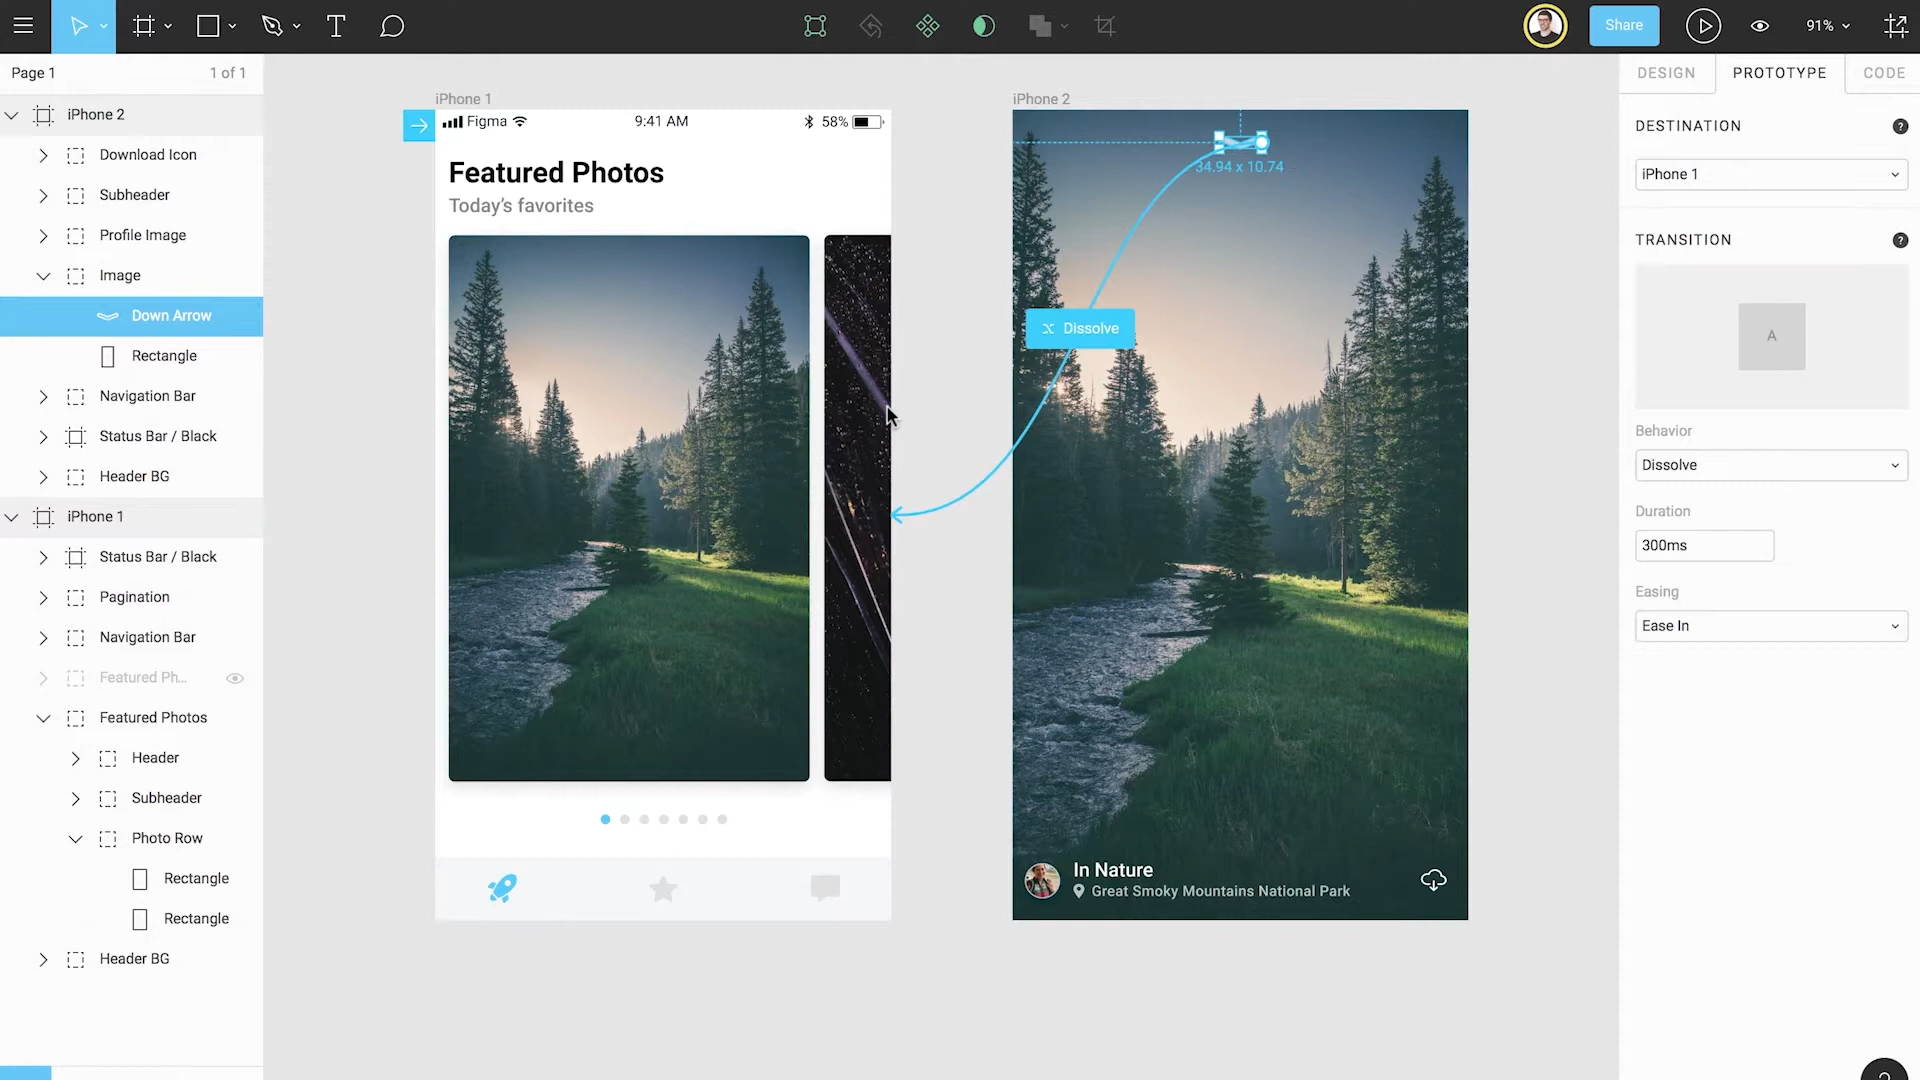 Share
91%
Page 1
1 of 1
DESIGN
PROTOTYPE
CODE
iPhone 2
Download Icon
Subheader
Profile Image
Image
Down Arrow
Rectangle
Navigation Bar
Status Bar / Black
Header BG
iPhone 1
Status Bar / Black
Pagination
Navigation Bar
Featured Ph...
Featured Photos
Header
Subheader
Photo Row
Rectangle
Rectangle
Header BG
iPhone 1
Figma
9:41 AM
58%
Featured Photos
Today's favorites
iPhone 2
34.94 x 10.74
Dissolve
In Nature
Great Smoky Mountains National Park
DESTINATION
?
iPhone 1
TRANSITION
?
A
Behavior
Dissolve
Duration
300ms
Easing
Ease In